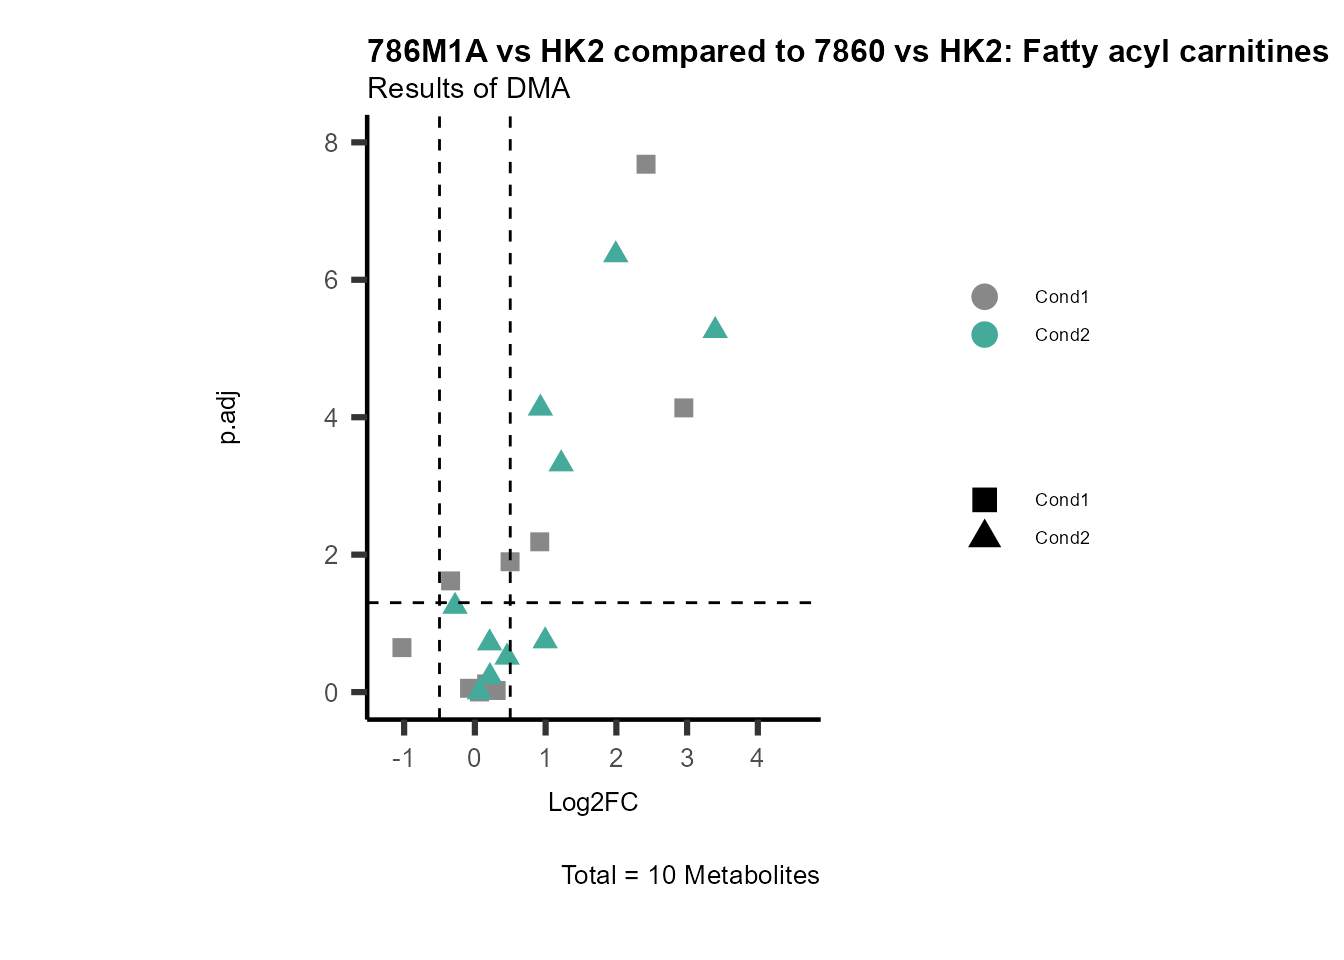 786M1A vs HK2 compared to 7860 vs HK2: Fatty acyl carnitines
Results of DMA
8
6
4
2
0
p.adj
-1 0 1 2 3 4
Log2FC
Cond1
Cond2
Cond1
Cond2
Total = 10 Metabolites